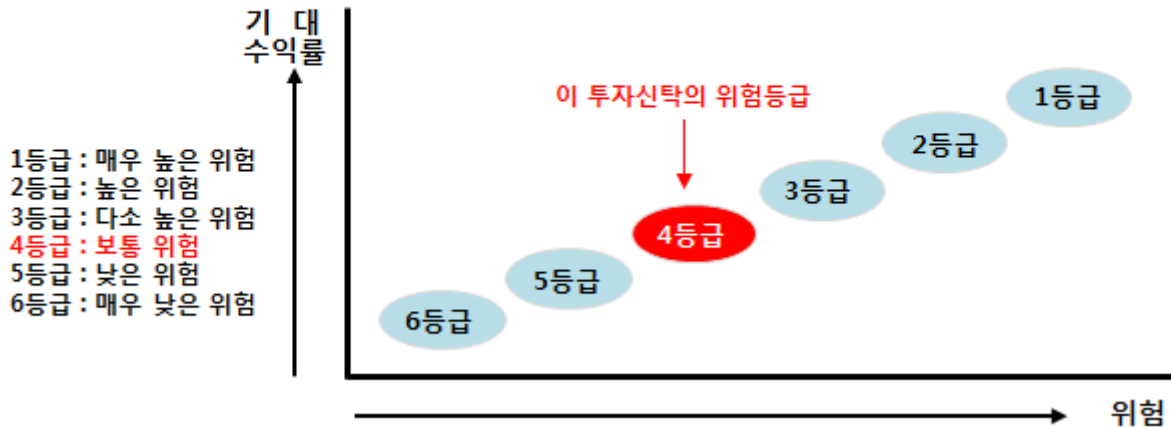 기 대
수익률
이 투자신탁의 위험등급
1등급
2등급
3등급
4등급
5등급
6등급
1등급 : 매우 높은 위험
2등급 : 높은 위험
3등급 : 다소 높은 위험
4등급 : 보통 위험
5등급 : 낮은 위험
6등급 : 매우 낮은 위험
위험